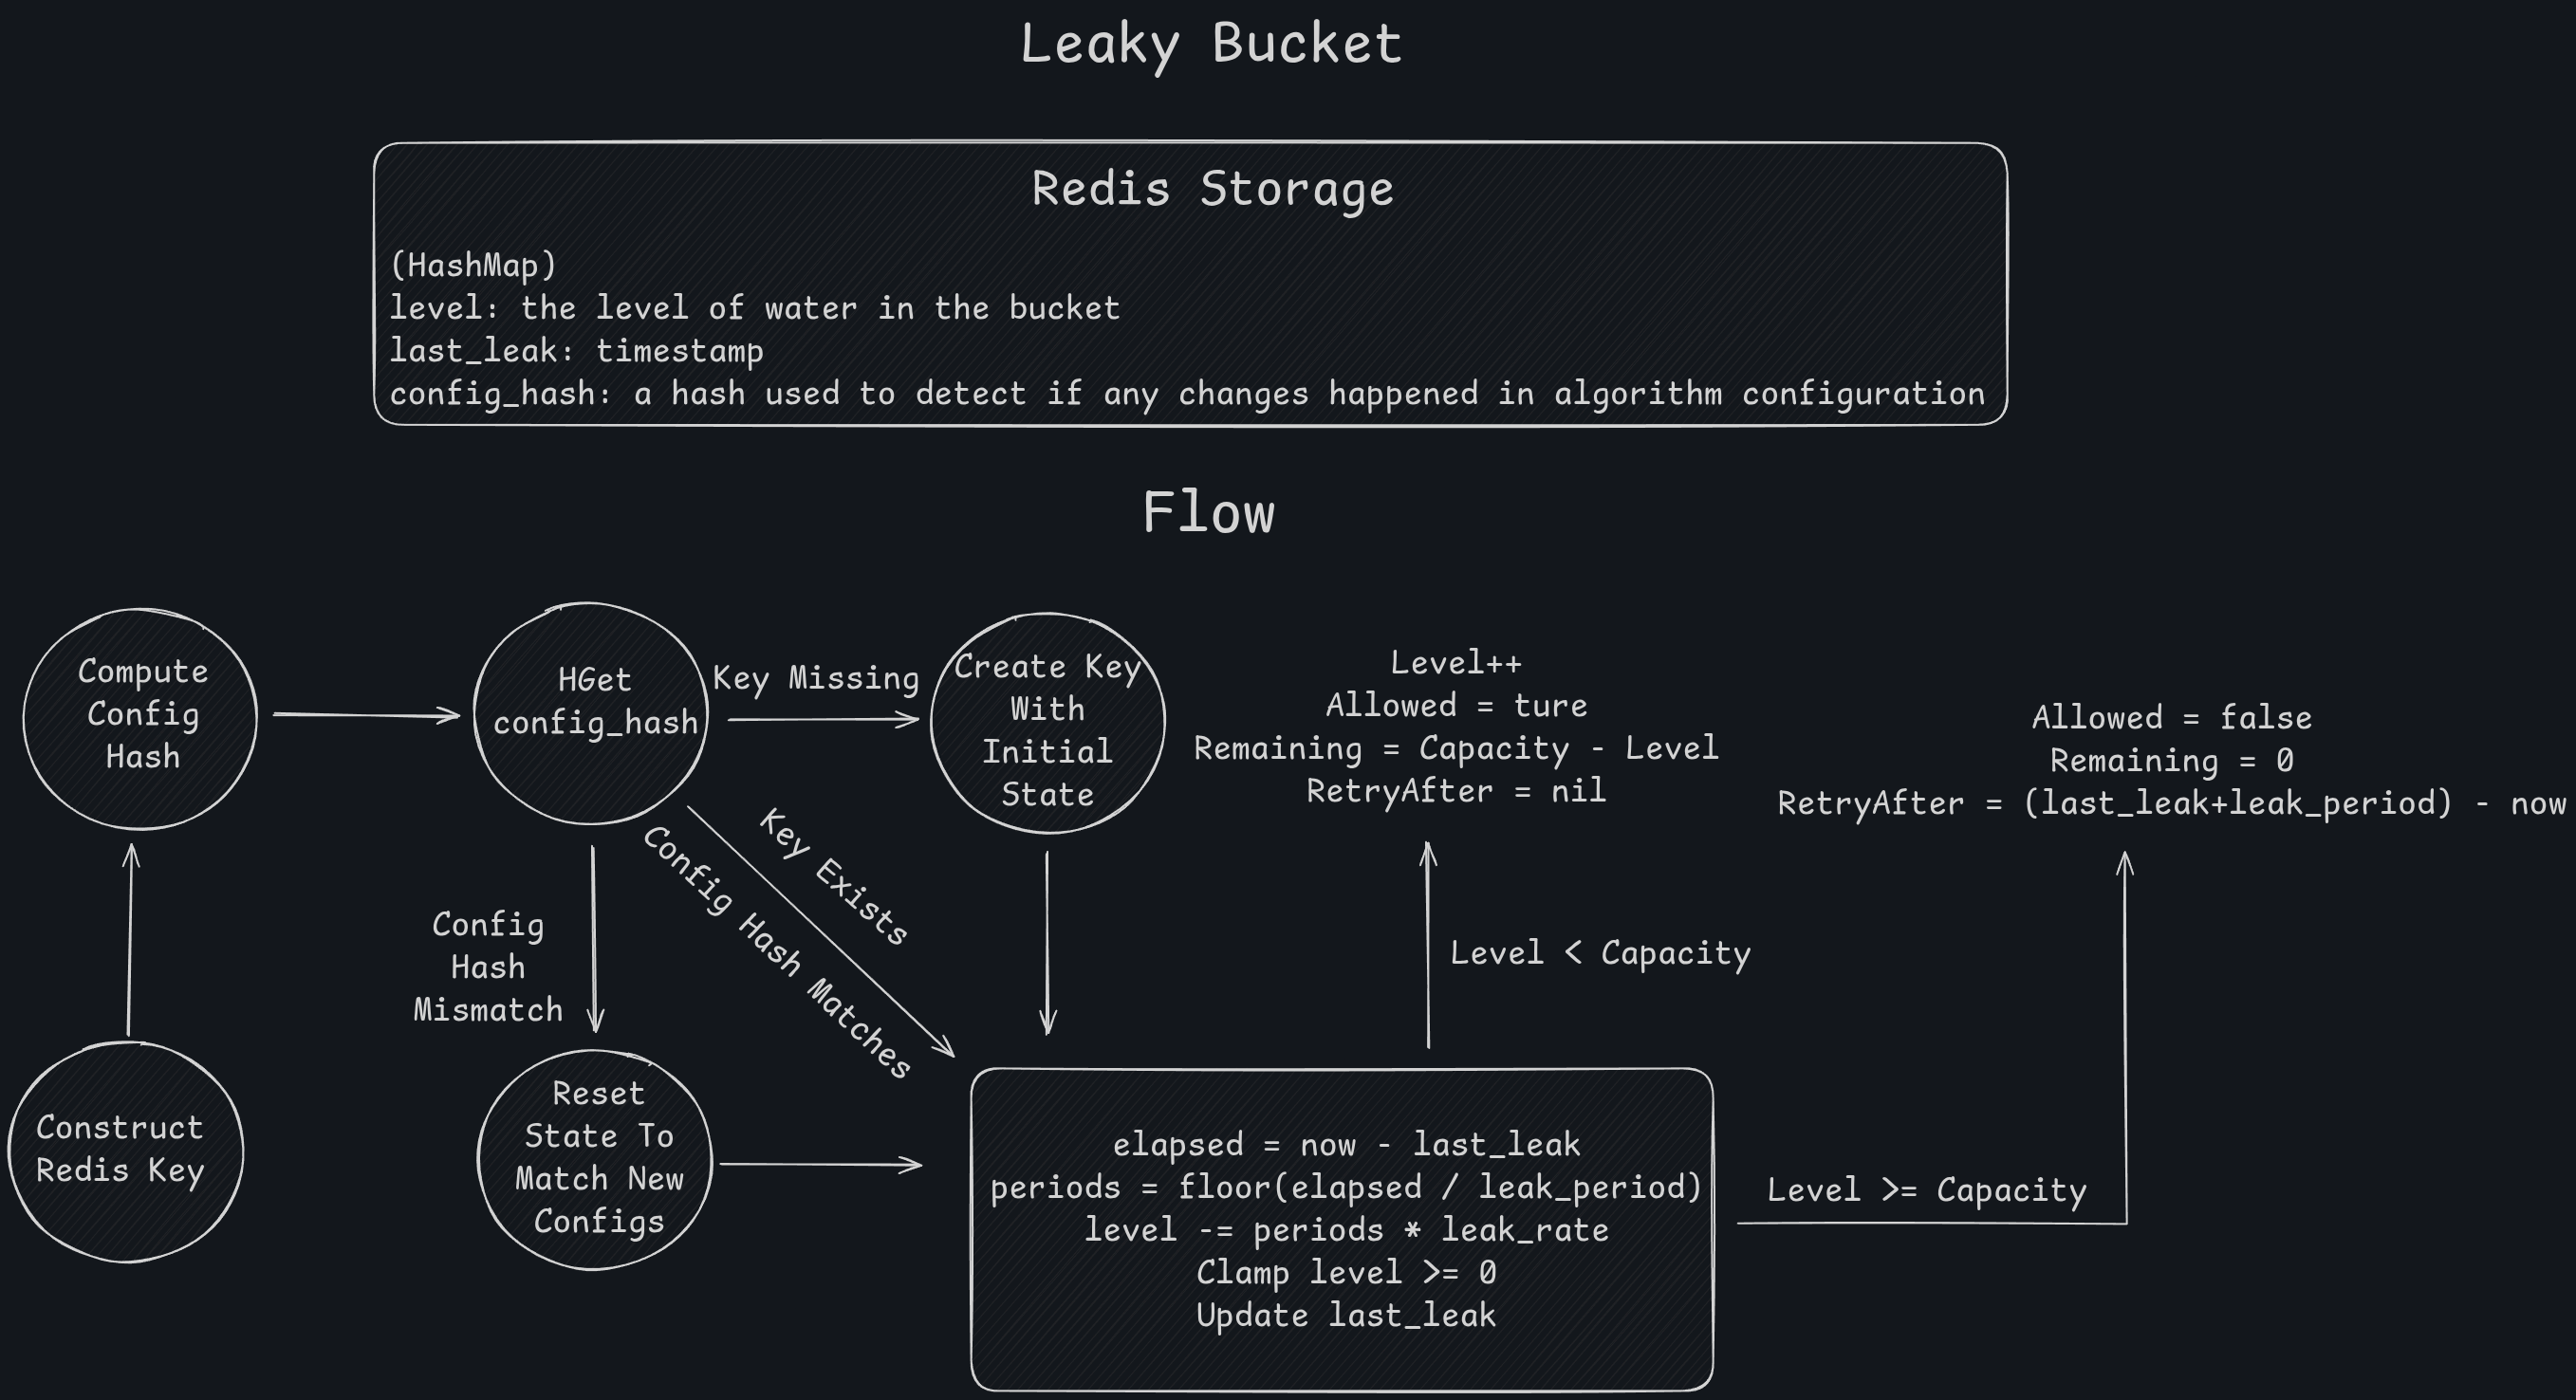 Leaky Bucket
Redis Storage
(HashMap)
level: the level of water in the bucket
last_leak: timestamp
config_hash: a hash used to detect if any changes happened in algorithm configuration
Flow
Compute
Config
Hash
HGet
config_hash
Key Missing
Create Key
With
Initial
State
Level++
Allowed = ture
Remaining = Capacity - Level
RetryAfter = nil
Allowed = false
Remaining = 0
RetryAfter = (last_leak+leak_period) - now
Key Exists
Config Hash Matches
Config
Hash
Mismatch
Level < Capacity
Construct
Redis Key
Reset
State To
Match New
Configs
elapsed = now - last_leak
periods = floor(elapsed / leak_period)
level -= periods * leak_rate
Clamp level >= 0
Update last_leak
Level >= Capacity